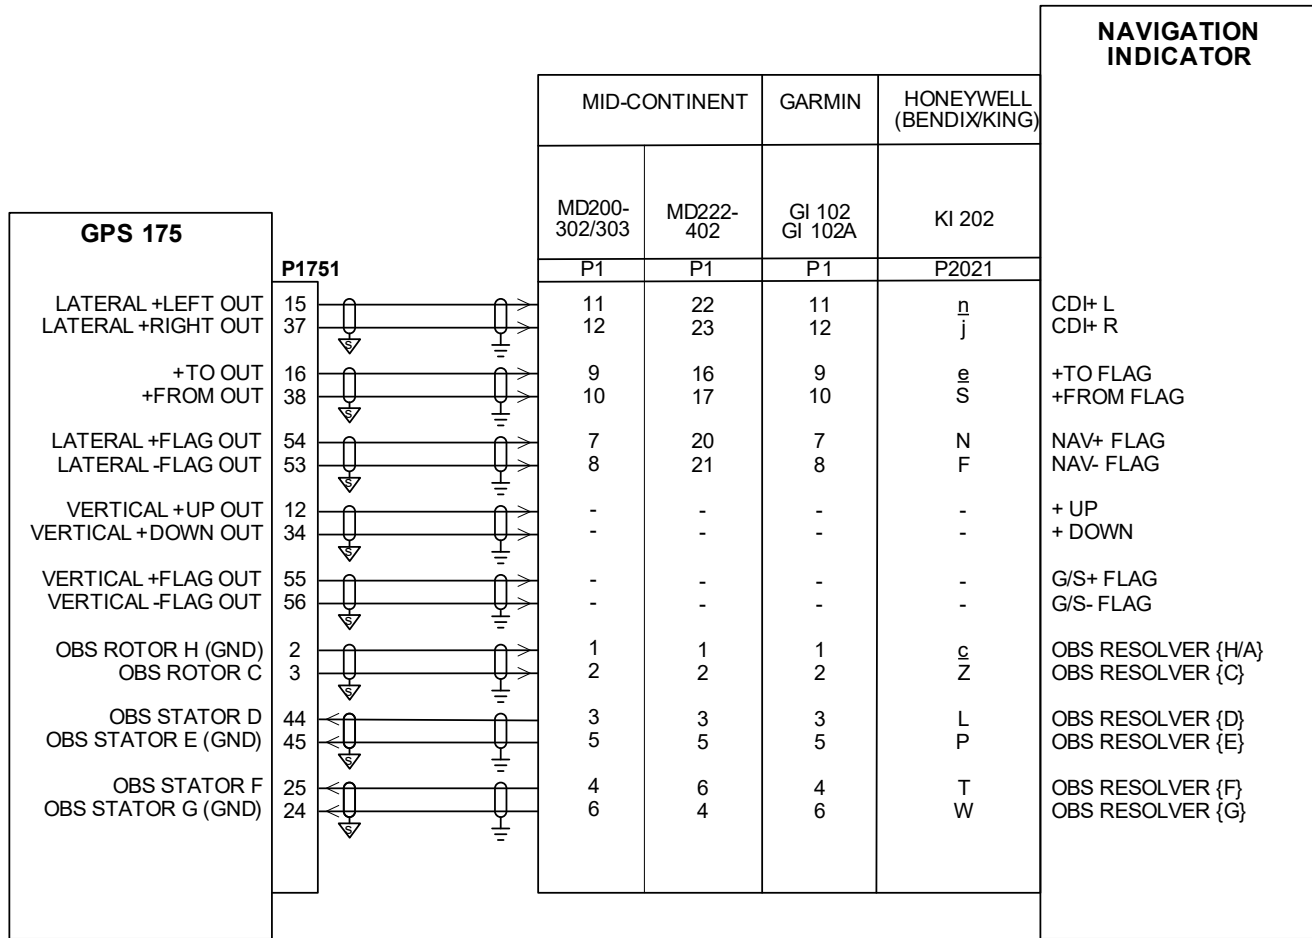 NAVIGATION
INDICATOR
MID-CONTINENT GARMIN HONEYWELL
(BENDIX/KING)
MD200-
302/303 MD222-
402 GI 102
GI 102A KI 202
GPS 175
P1751 P1 P1 P1 P2021
LATERAL +LEFT OUT 15 11 22 11 n CDI+ L
LATERAL +RIGHT OUT 37 12 23 12 j CDI+ R
S
+TO OUT 16 9 16 9 e +TO FLAG
+FROM OUT 38 10 17 10 S +FROM FLAG
S
LATERAL +FLAG OUT 54 7 20 7 N NAV+ FLAG
LATERAL -FLAG OUT 53 8 21 8 F NAV- FLAG
S
VERTICAL +UP OUT 12 - - - - + UP
VERTICAL +DOWN OUT 34 - - - - + DOWN
S
VERTICAL +FLAG OUT 55 - - - - G/S+ FLAG
VERTICAL -FLAG OUT 56 - - - - G/S- FLAG
S
OBS ROTOR H (GND) 2 1 1 1 c OBS RESOLVER {H/A}
OBS ROTOR C 3 2 2 2 Z OBS RESOLVER {C}
S
OBS STATOR D 44 3 3 3 L OBS RESOLVER {D}
OBS STATOR E (GND) 45 5 5 5 P OBS RESOLVER {E}
S
OBS STATOR F 25 4 6 4 T OBS RESOLVER {F}
OBS STATOR G (GND) 24 6 4 6 W OBS RESOLVER {G}
S